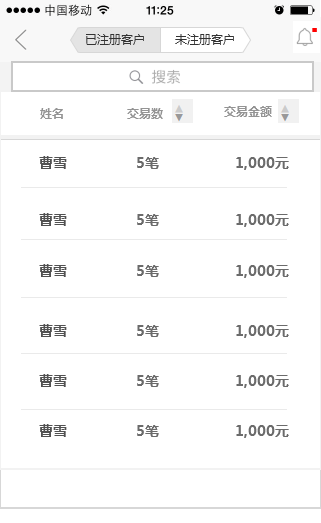 中国移动 11:25
已注册客户 未注册客户
搜索
姓名 交易数 交易金额
曹雪 5笔 1,000元
曹雪 5笔 1,000元
曹雪 5笔 1,000元
曹雪 5笔 1,000元
曹雪 5笔 1,000元
曹雪 5笔 1,000元